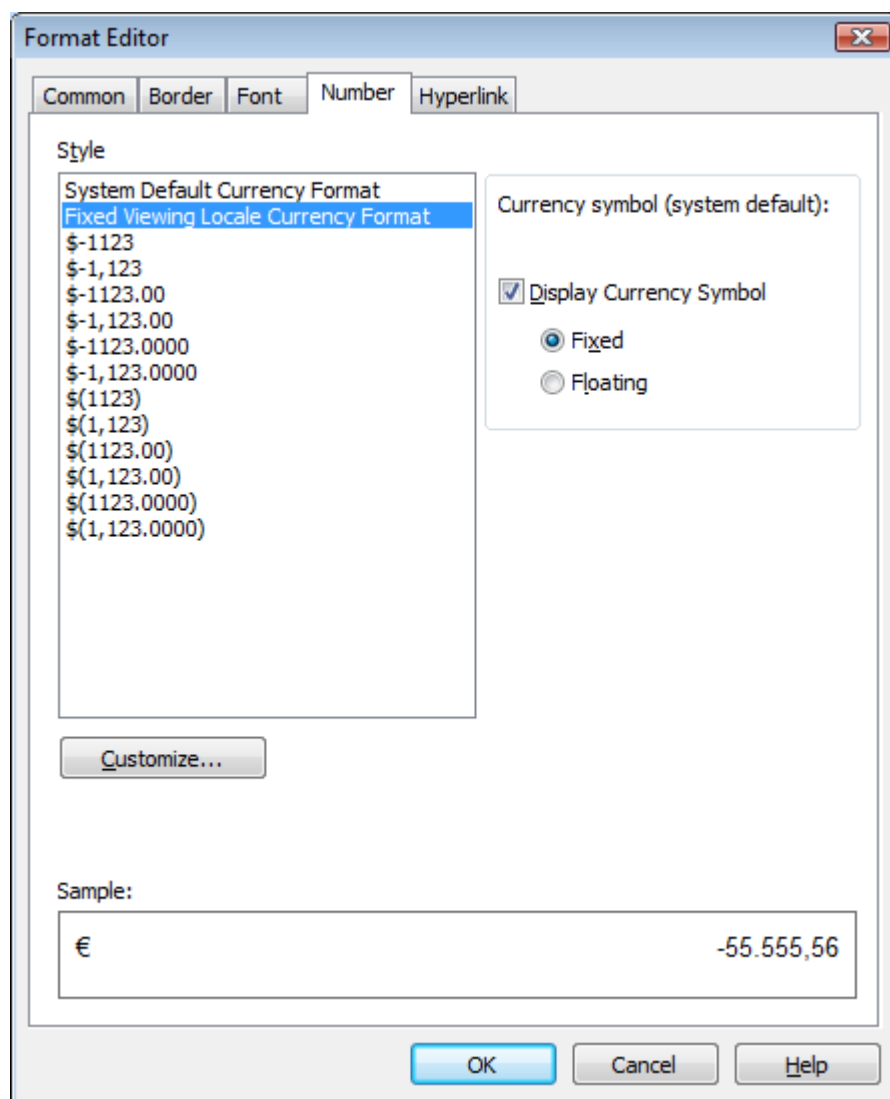 Format Editor
Common Border Font Number Hyperlink
Style
System Default Currency Format
Fixed Viewing Locale Currency Format
$-1123
$-1,123
$-1123.00
$-1,123.00
$-1123.0000
$-1,123.0000
$(1123)
$(1,123)
$(1123.00)
$(1,123.00)
$(1123.0000)
$(1,123.0000)
Currency symbol (system default):
Display Currency Symbol
Fixed
Floating
Customize...
Sample:
€ -55.555,56
OK Cancel Help